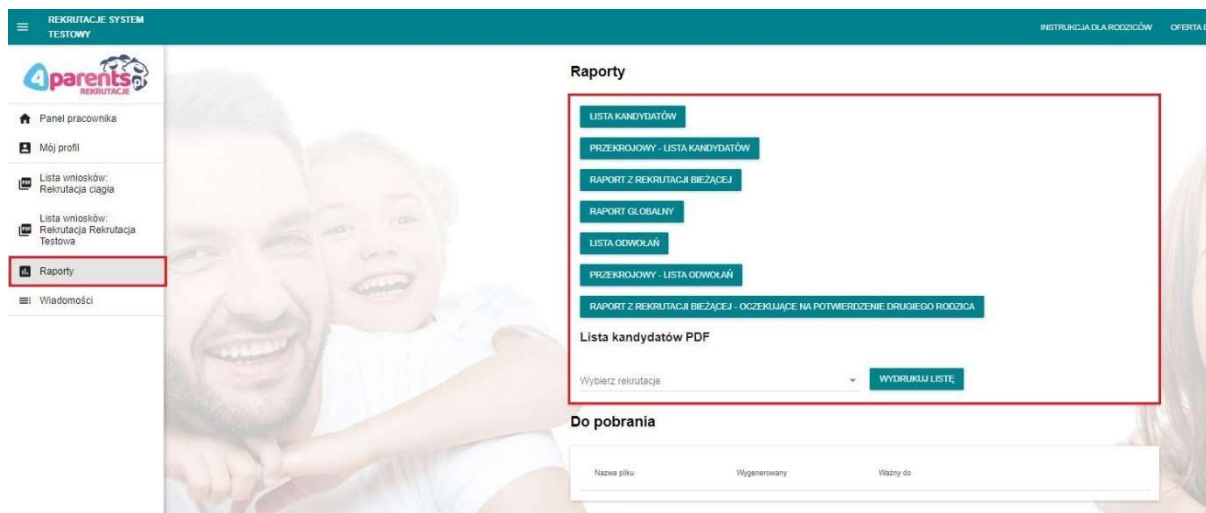 REKRUTACJE SYSTEM
TESTOWY
INSTRUKCJA DLA RODZICÓW
OFERTA
4parents.pl
REKRUTACJE
Panel pracownika
Mój profil
Lista wniosków:
Rekrutacja ciągła
Lista wniosków:
Rekrutacja Rekrutacja
Testowa
Raporty
Wiadomości
Raporty
LISTA KANDYDATÓW
PRZEKROJOWY - LISTA KANDYDATÓW
RAPORT Z REKRUTACJI BIEŻĄCEJ
RAPORT GLOBALNY
LISTA ODWOŁAŃ
PRZEKROJOWY - LISTA ODWOŁAŃ
RAPORT Z REKRUTACJI BIEŻĄCEJ - OCZEKUJĄCE NA POTWIERDZENIE DRUGIEGO RODZICA
Lista kandydatów PDF
Wybierz rekrutacje
WYDRUKUJ LISTĘ
Do pobrania
Nazwa pliku
Wygenerowany
Ważny do